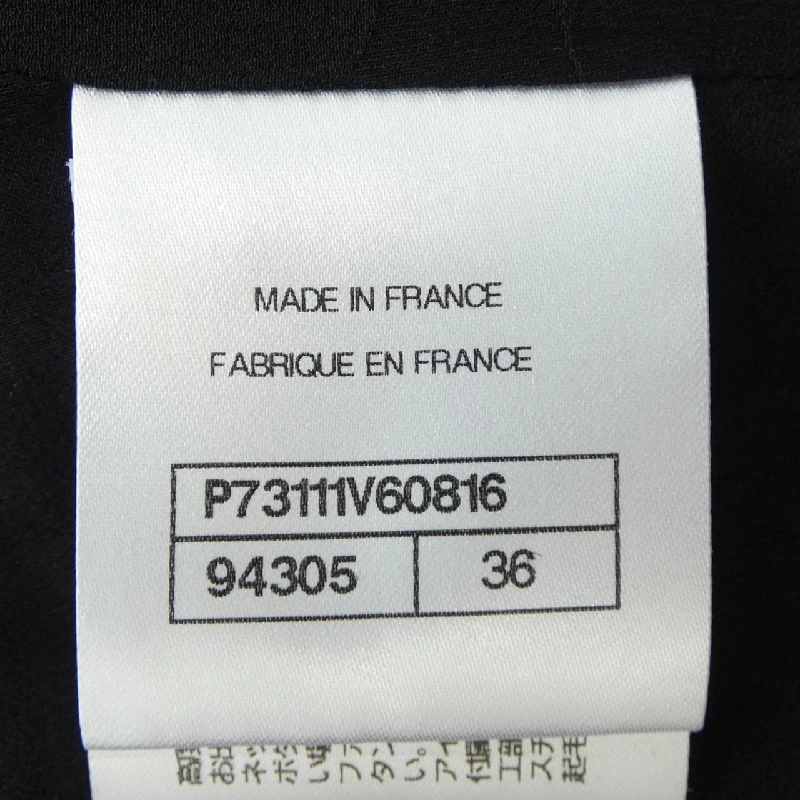 MADE IN FRANCE
FABRIQUE EN FRANCE
P73111V60816
94305 36